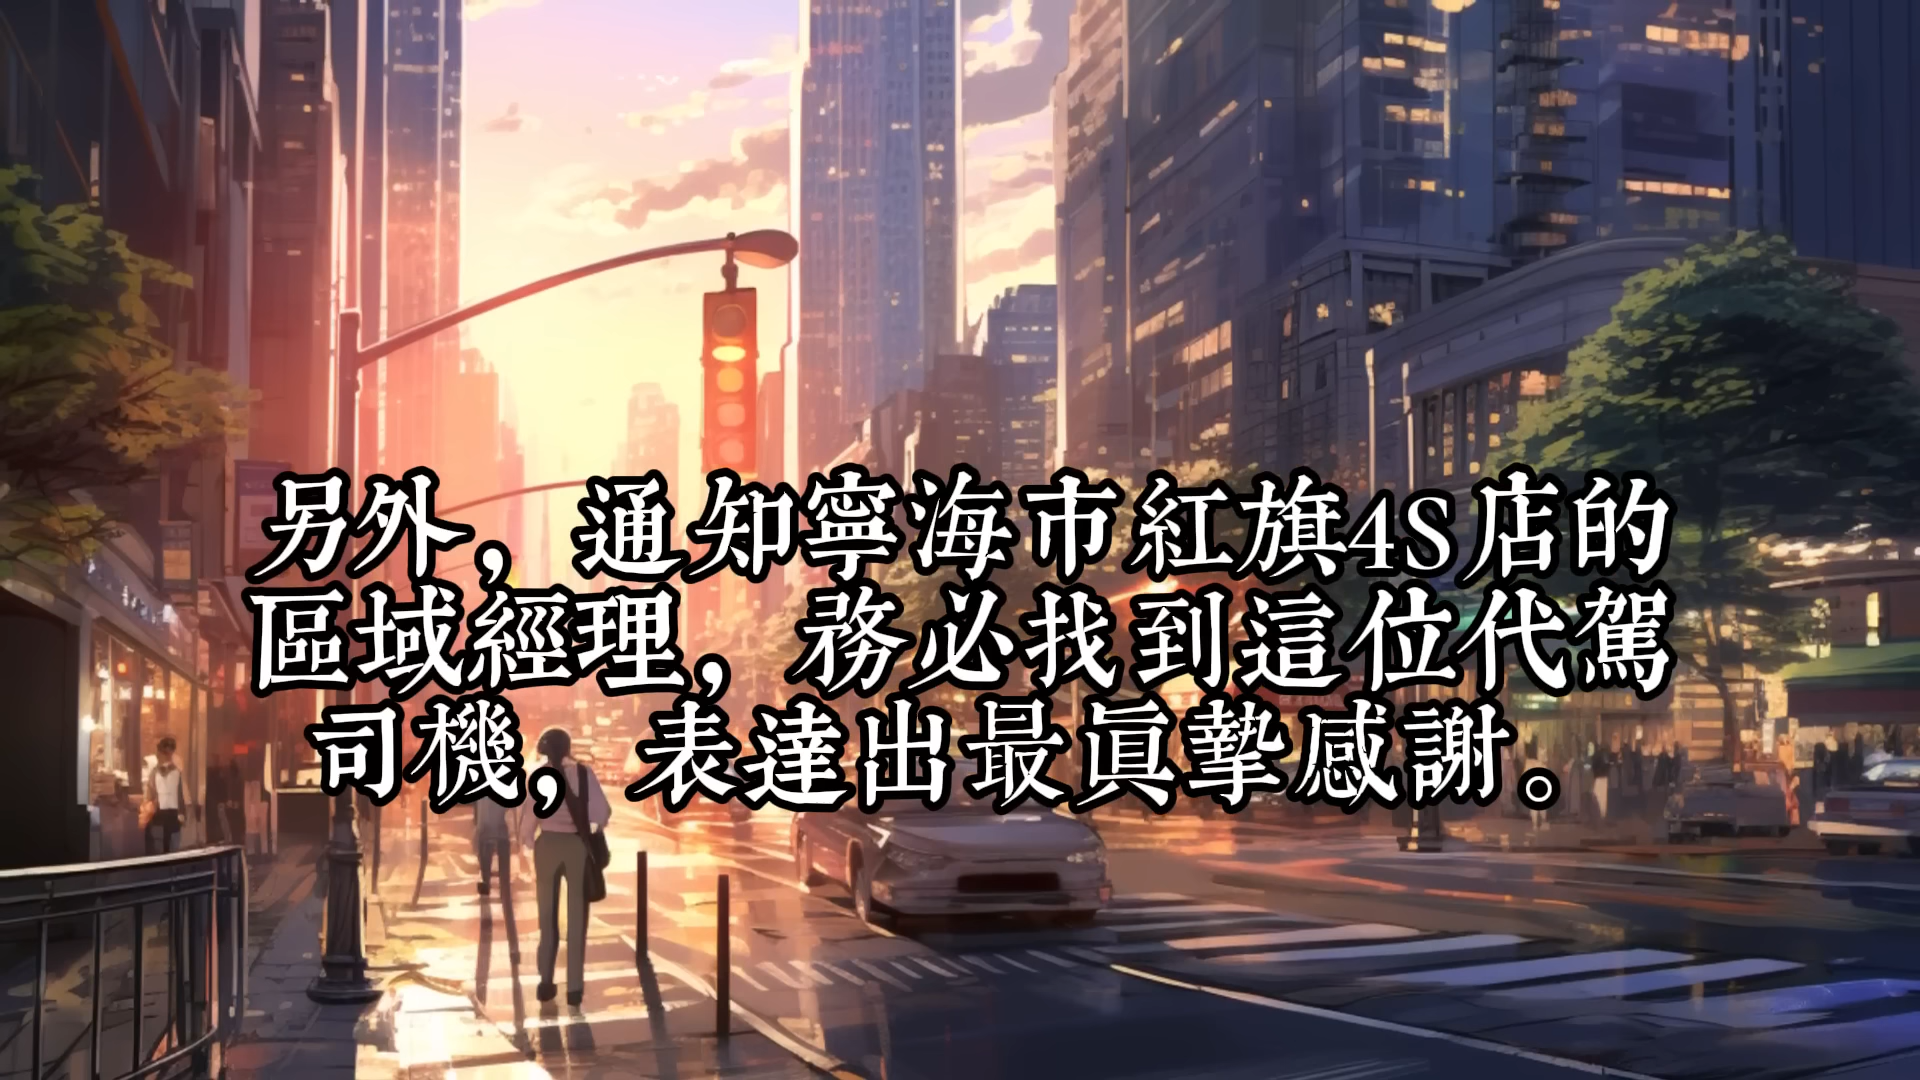 另外，通知寧海市紅旗4S店的
區域經理，務必找到這位代駕
司機，表達出最眞摯感謝。